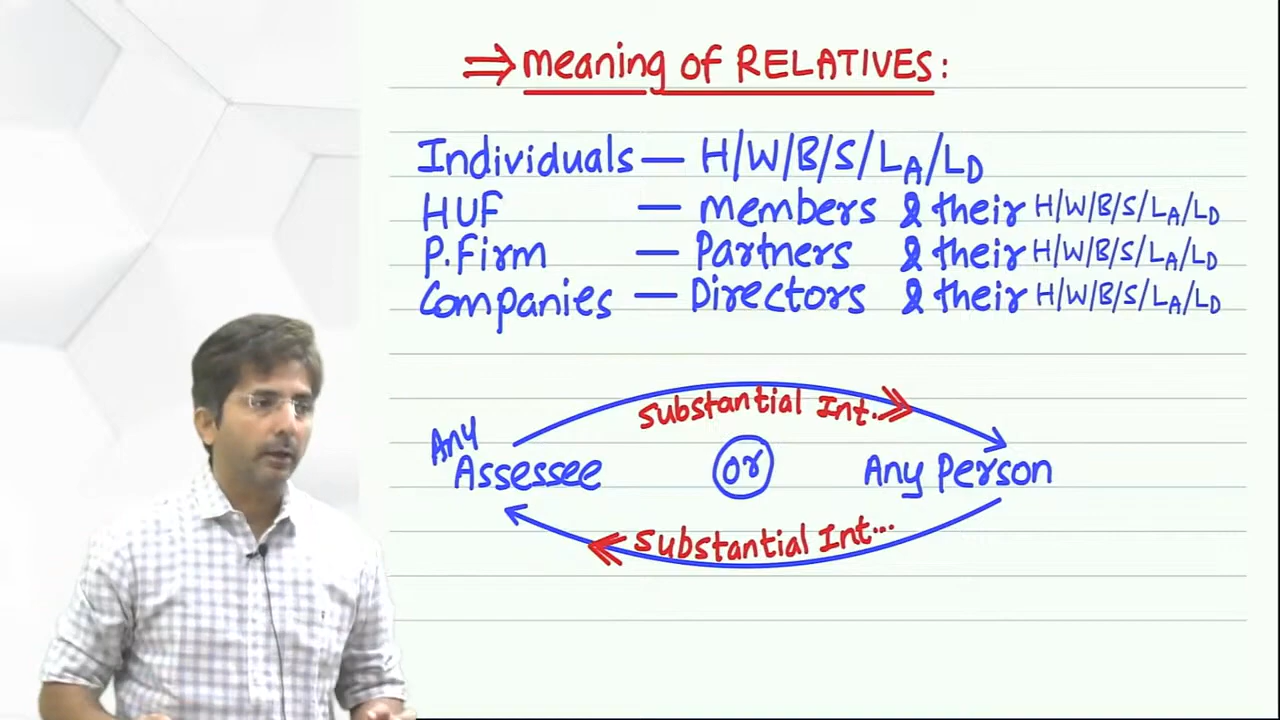 ⇒ meaning of RELATIVES:
Individuals — H/W/B/S/LA/LD
HUF — members & their H/W/B/S/LA/LD
P.Firm — Partners & their H/W/B/S/LA/LD
Companies — Directors & their H/W/B/S/LA/LD
Substantial Int.
Any Assessee or Any Person
Substantial Int...